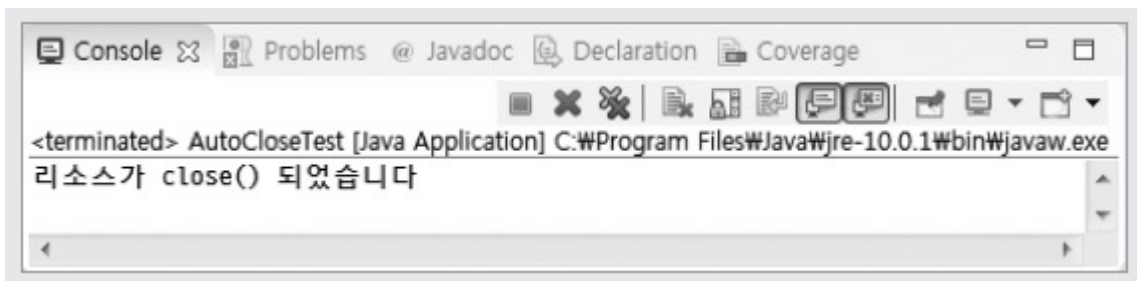 Console Problems @ Javadoc Declaration Coverage
<terminated> AutoCloseTest [Java Application] C:₩Program Files₩Java₩jre-10.0.1₩bin₩javaw.exe
리소스가 close() 되었습니다